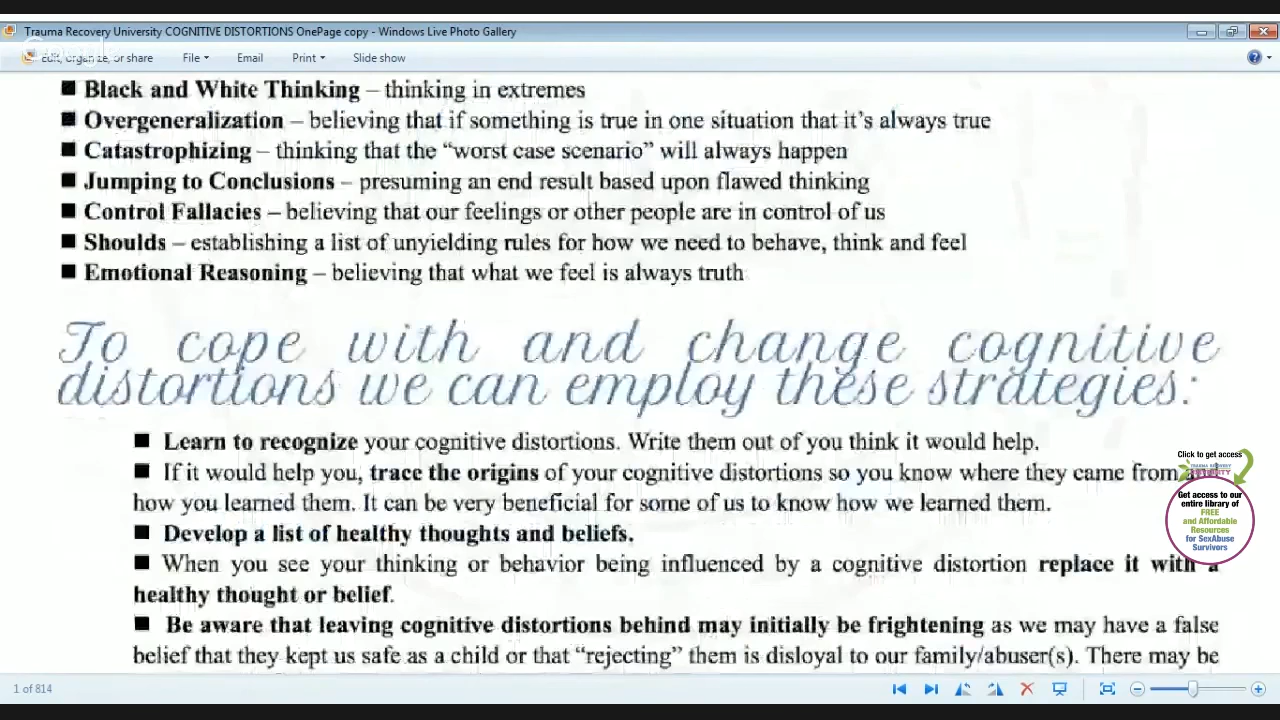 Trauma Recovery University COGNITIVE DISTORTIONS OnePage copy - Windows Live Photo Gallery
Edit, Organize, or share File Email Print Slide show
■ Black and White Thinking – thinking in extremes
■ Overgeneralization – believing that if something is true in one situation that it's always true
■ Catastrophizing – thinking that the "worst case scenario" will always happen
■ Jumping to Conclusions – presuming an end result based upon flawed thinking
■ Control Fallacies – believing that our feelings or other people are in control of us
■ Shoulds – establishing a list of unyielding rules for how we need to behave, think and feel
■ Emotional Reasoning – believing that what we feel is always truth
To cope with and change cognitive
distortions we can employ these strategies:
■ Learn to recognize your cognitive distortions. Write them out of you think it would help.
■ If it would help you, trace the origins of your cognitive distortions so you know where they came from
how you learned them. It can be very beneficial for some of us to know how we learned them.
■ Develop a list of healthy thoughts and beliefs.
■ When you see your thinking or behavior being influenced by a cognitive distortion replace it with a
healthy thought or belief.
■ Be aware that leaving cognitive distortions behind may initially be frightening as we may have a false
belief that they kept us safe as a child or that "rejecting" them is disloyal to our family/abuser(s). There may be
Click to get access
TRAUMA RECOVERY
UNIVERSITY
Get access to our
entire library of
FREE
and Affordable
Resources
for SexAbuse
Survivors
1 of 814